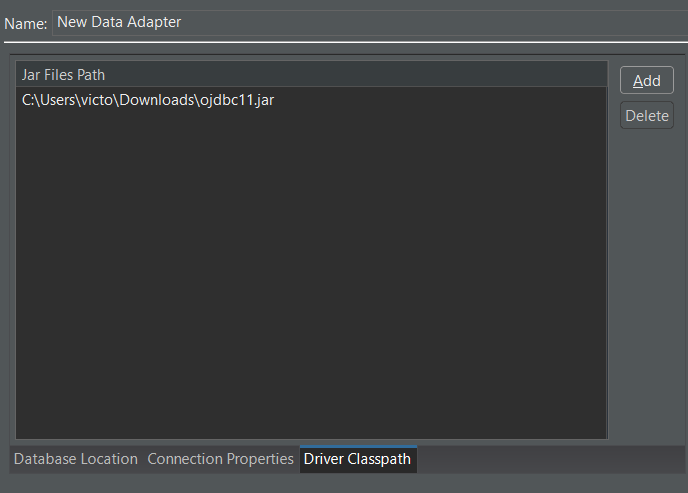 Name: New Data Adapter
Jar Files Path
C:\Users\victo\Downloads\ojdbc11.jar
Add
Delete
Database Location Connection Properties Driver Classpath